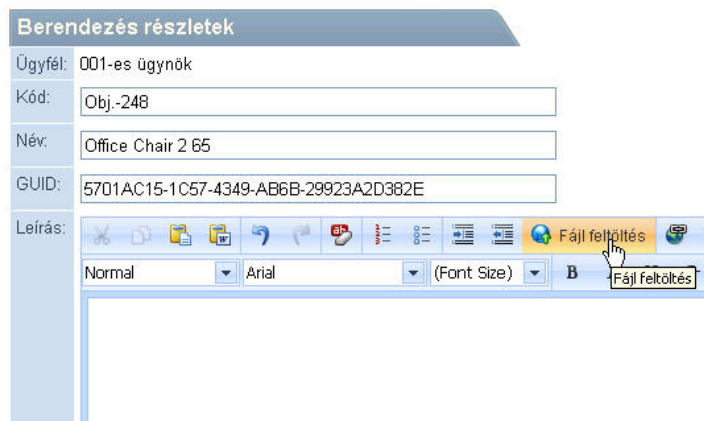 Berendezés részletek
Ügyfél: 001-es ügynök
Kód: Obj.-248
Név: Office Chair 2 65
GUID: 5701AC15-1C57-4349-AB6B-29923A2D382E
Leírás: Fájl feltöltés
Normal Arial (Font Size) B
Fájl feltöltés